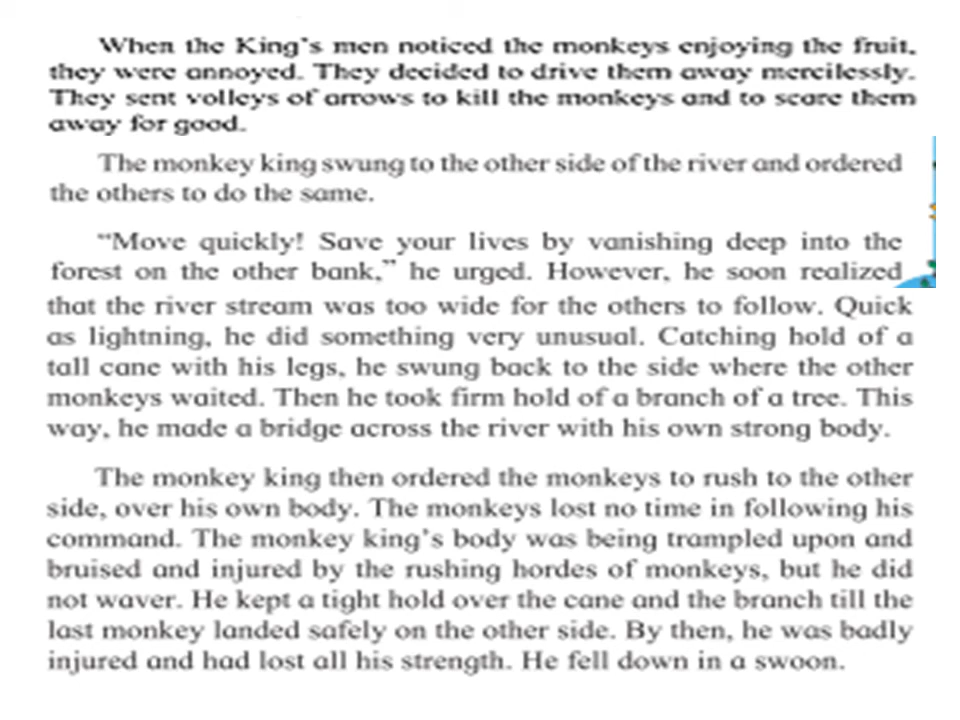 When the King's men noticed the monkeys enjoying the fruit,
they were annoyed. They decided to drive them away mercilessly.
They sent volleys of arrows to kill the monkeys and to scare them
away for good.
The monkey king swung to the other side of the river and ordered
the others to do the same.
"Move quickly! Save your lives by vanishing deep into the
forest on the other bank," he urged. However, he soon realized
that the river stream was too wide for the others to follow. Quick
as lightning, he did something very unusual. Catching hold of a
tall cane with his legs, he swung back to the side where the other
monkeys waited. Then he took firm hold of a branch of a tree. This
way, he made a bridge across the river with his own strong body.
The monkey king then ordered the monkeys to rush to the other
side, over his own body. The monkeys lost no time in following his
command. The monkey king's body was being trampled upon and
bruised and injured by the rushing hordes of monkeys, but he did
not waver. He kept a tight hold over the cane and the branch till the
last monkey landed safely on the other side. By then, he was badly
injured and had lost all his strength. He fell down in a swoon.